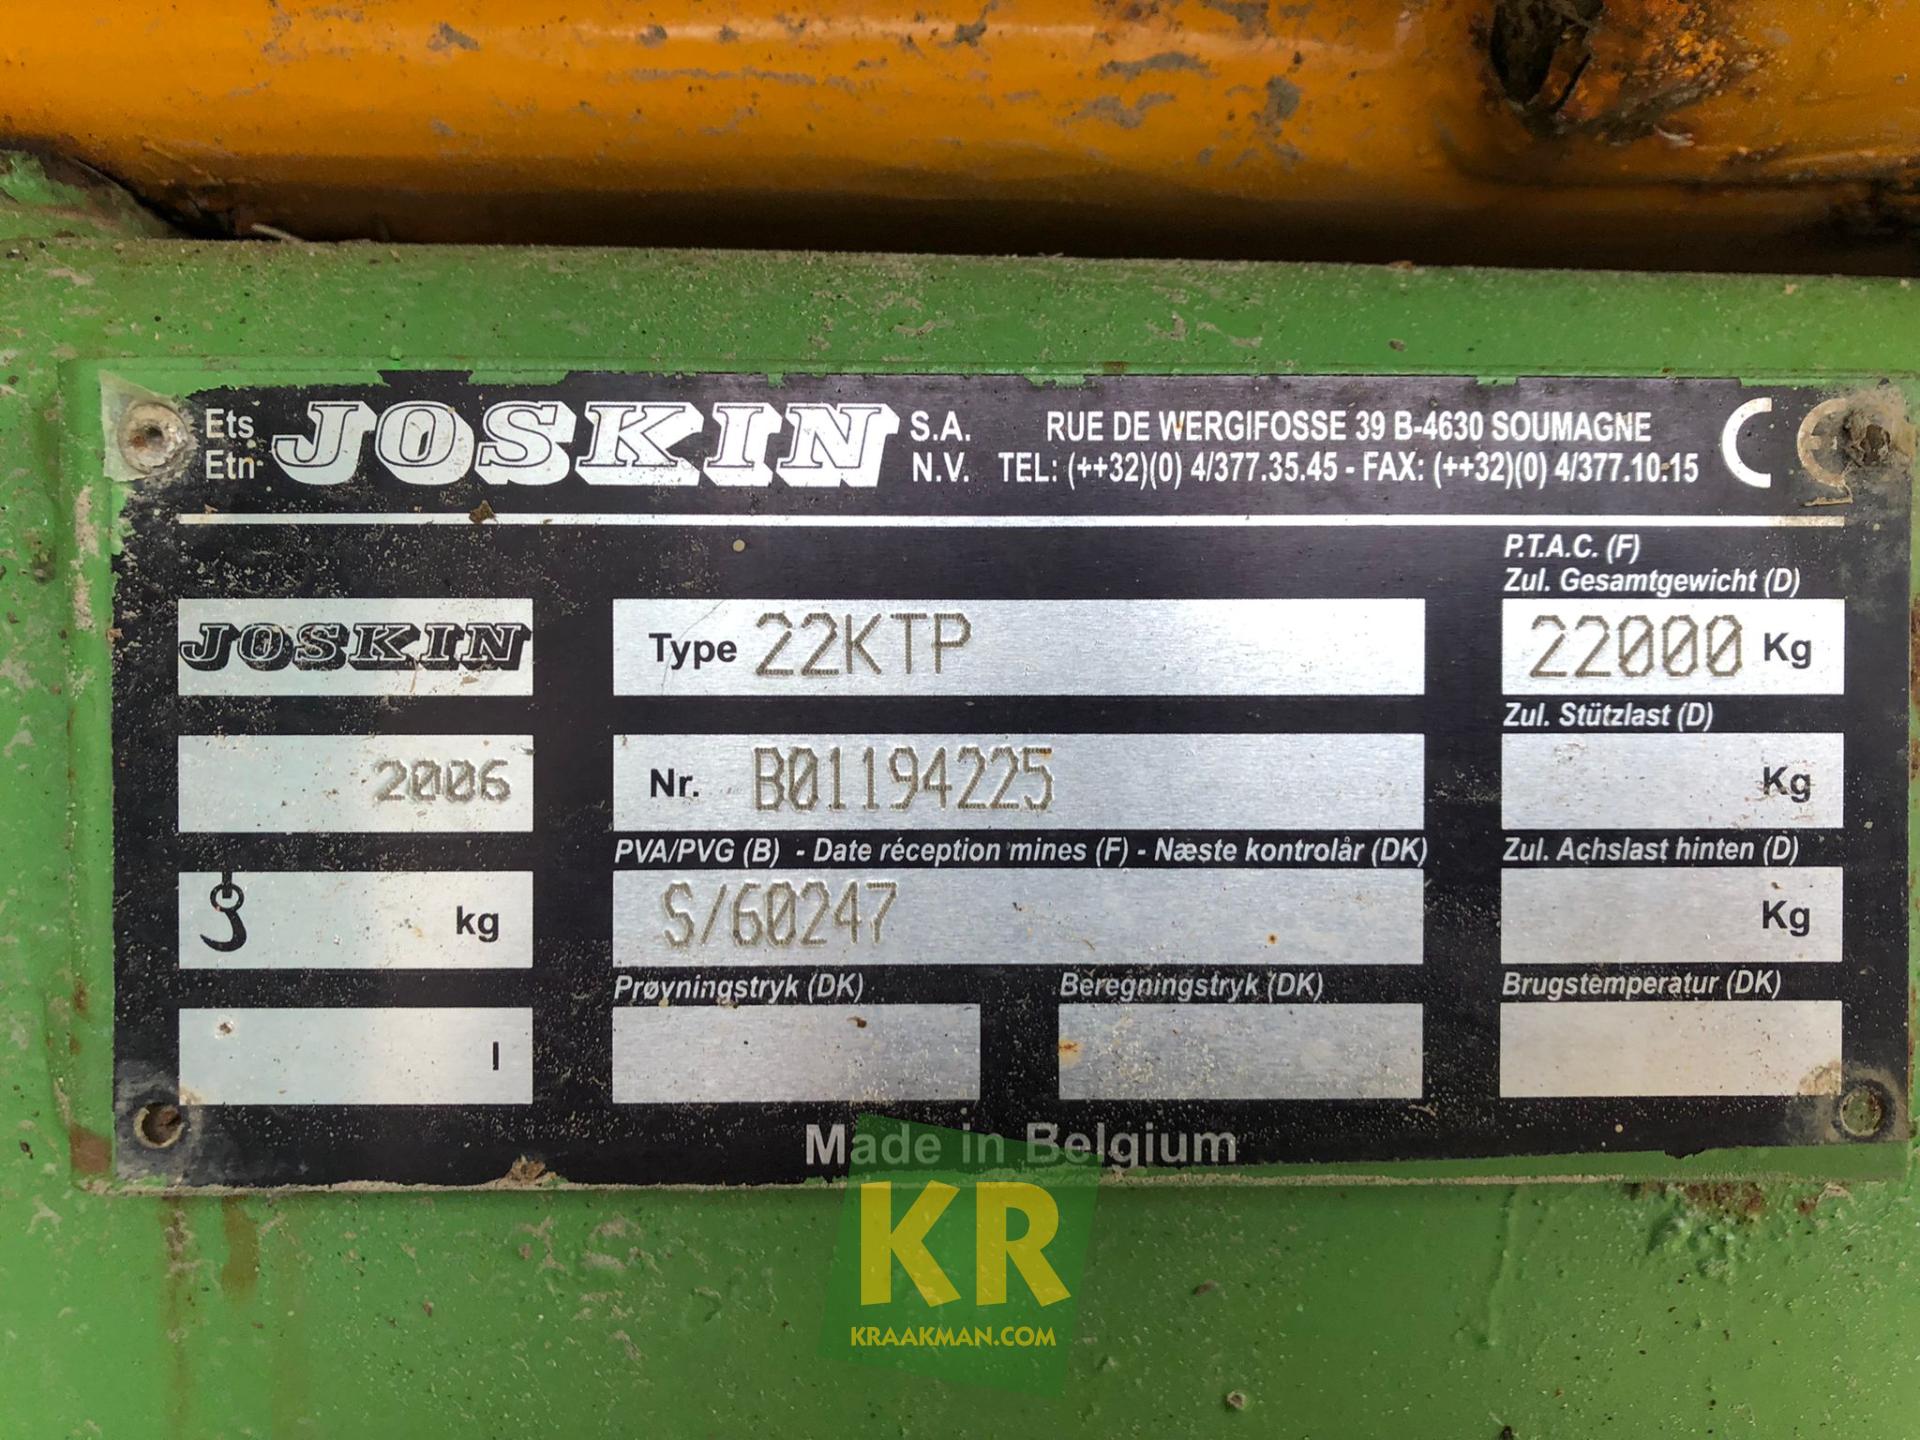 Ets JOSKIN S.A. RUE DE WERGIFOSSE 39 B-4630 SOUMAGNE
Etn N.V. TEL: (++32)(0) 4/377.35.45 - FAX: (++32)(0) 4/377.10.15
CE
P.T.A.C. (F)
Zul. Gesamtgewicht (D)
JOSKIN Type 22KTP 22000 Kg
Zul. Stützlast (D)
2006 Nr. B01194225 Kg
PVA/PVG (B) - Date réception mines (F) - Næste kontrolår (DK) Zul. Achslast hinten (D)
kg S/60247 Kg
Prøvningstryk (DK) Beregningstryk (DK) Brugstemperatur (DK)
l
Made in Belgium
KR
KRAAKMAN.COM